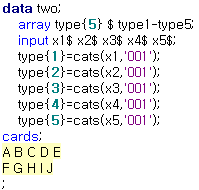 data two;
array type{5} $ type1-type5;
input x1$ x2$ x3$ x4$ x5$;
type{1}=cats(x1,'001');
type{2}=cats(x2,'001');
type{3}=cats(x3,'001');
type{4}=cats(x4,'001');
type{5}=cats(x5,'001');
cards;
A B C D E
F G H I J
;